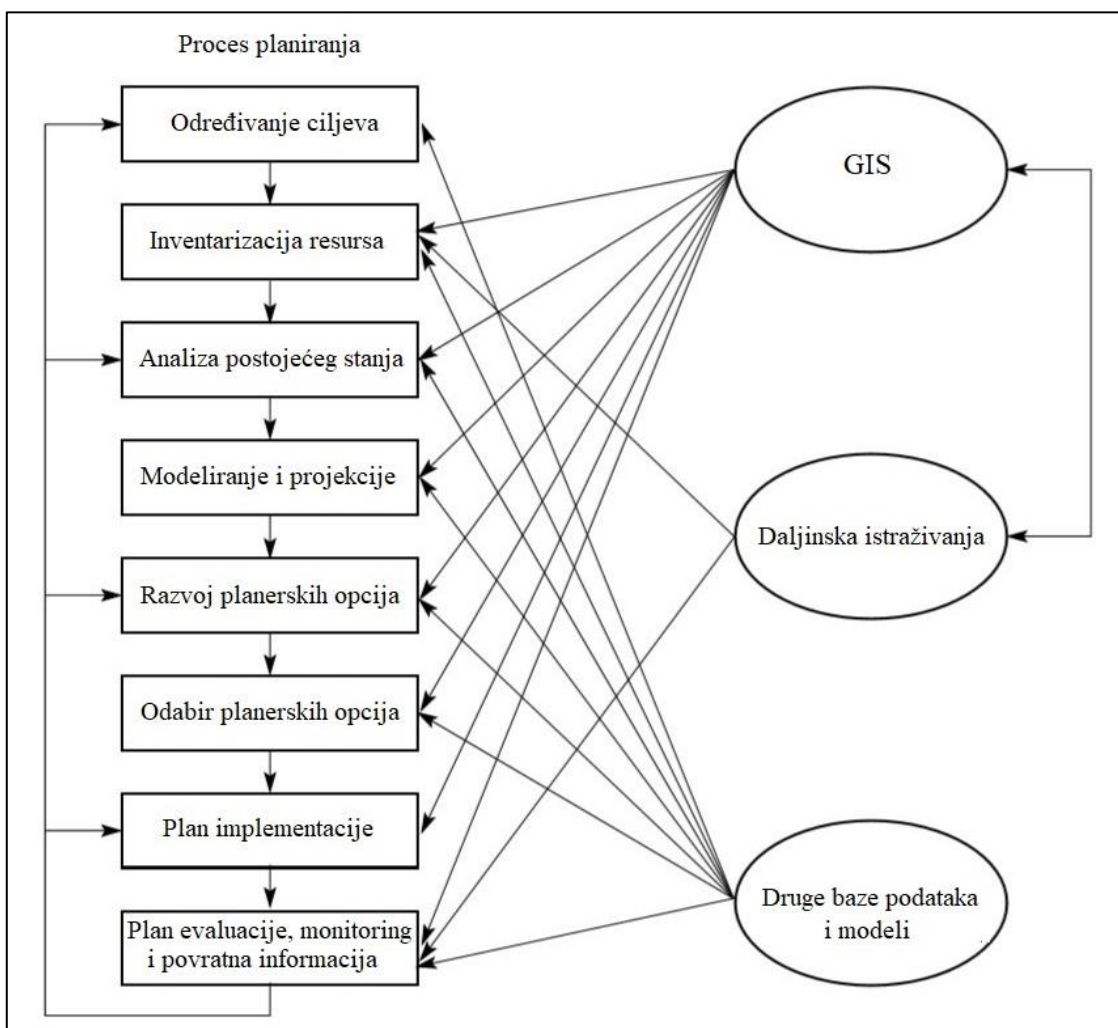 Proces planiranja
Određivanje ciljeva
Inventarizacija resursa
Analiza postojećeg stanja
Modeliranje i projekcije
Razvoj planerskih opcija
Odabir planerskih opcija
Plan implementacije
Plan evaluacije, monitoring
i povratna informacija
GIS
Daljinska istraživanja
Druge baze podataka
i modeli